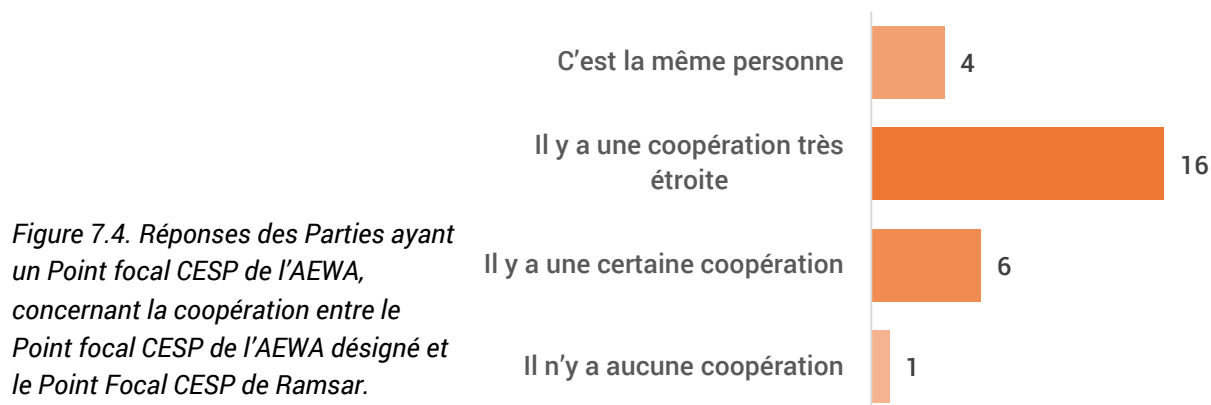 C’est la même personne
4
Il y a une coopération très
étroite
16
Il y a une certaine coopération
6
Il n’y a aucune coopération
1
Figure 7.4. Réponses des Parties ayant
un Point focal CESP de l’AEWA,
concernant la coopération entre le
Point focal CESP de l’AEWA désigné et
le Point Focal CESP de Ramsar.